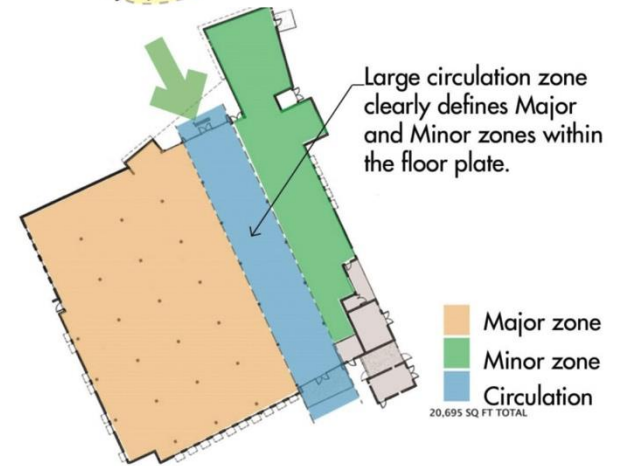 Large circulation zone
clearly defines Major
and Minor zones within
the floor plate.
Major zone
Minor zone
Circulation
20,695 SQ FT TOTAL